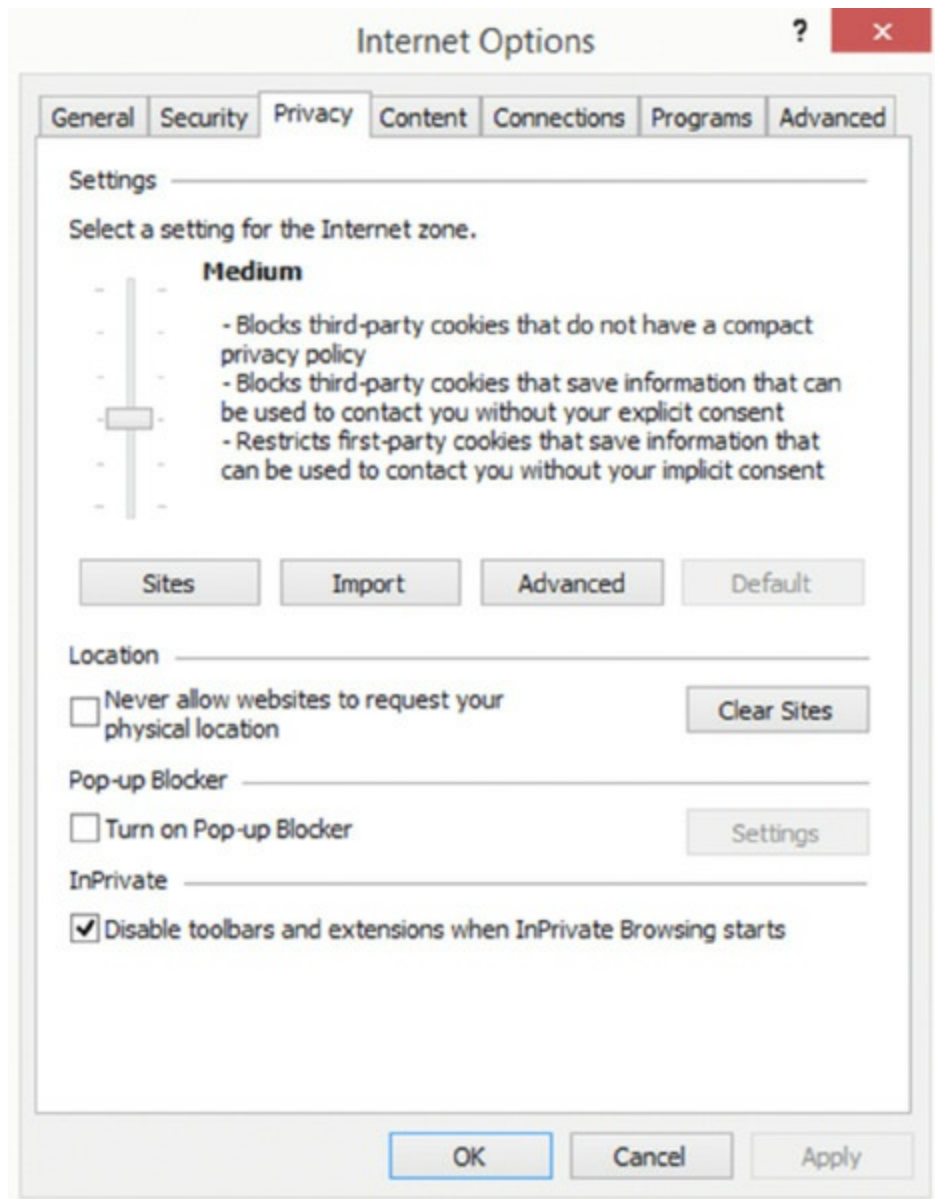 Internet Options
?
General Security Privacy Content Connections Programs Advanced
Settings
Select a setting for the Internet zone.
Medium
- Blocks third-party cookies that do not have a compact
privacy policy
- Blocks third-party cookies that save information that can
be used to contact you without your explicit consent
- Restricts first-party cookies that save information that
can be used to contact you without your implicit consent
Sites Import Advanced Default
Location
Never allow websites to request your
physical location
Clear Sites
Pop-up Blocker
Turn on Pop-up Blocker
Settings
InPrivate
Disable toolbars and extensions when InPrivate Browsing starts
OK Cancel Apply